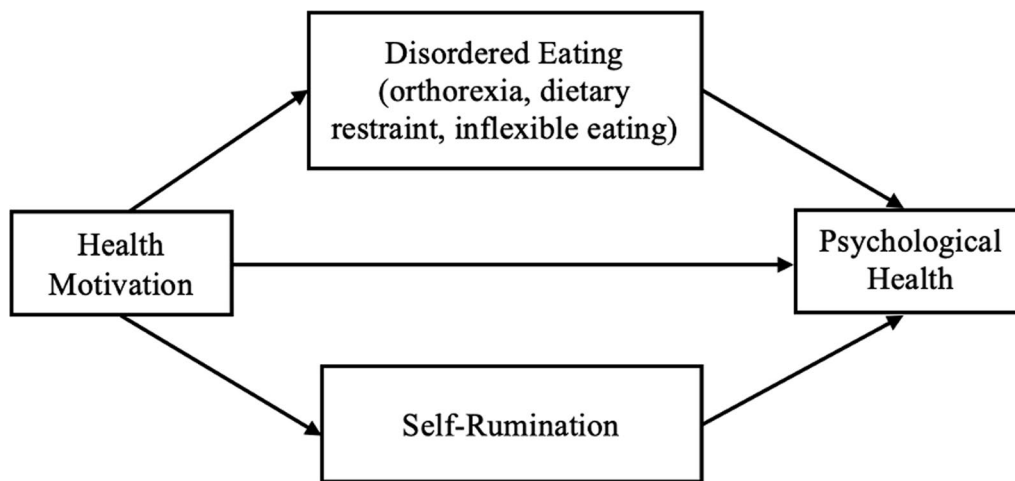 Disordered Eating
(orthorexia, dietary
restraint, inflexible eating)
Health
Motivation
Psychological
Health
Self-Rumination